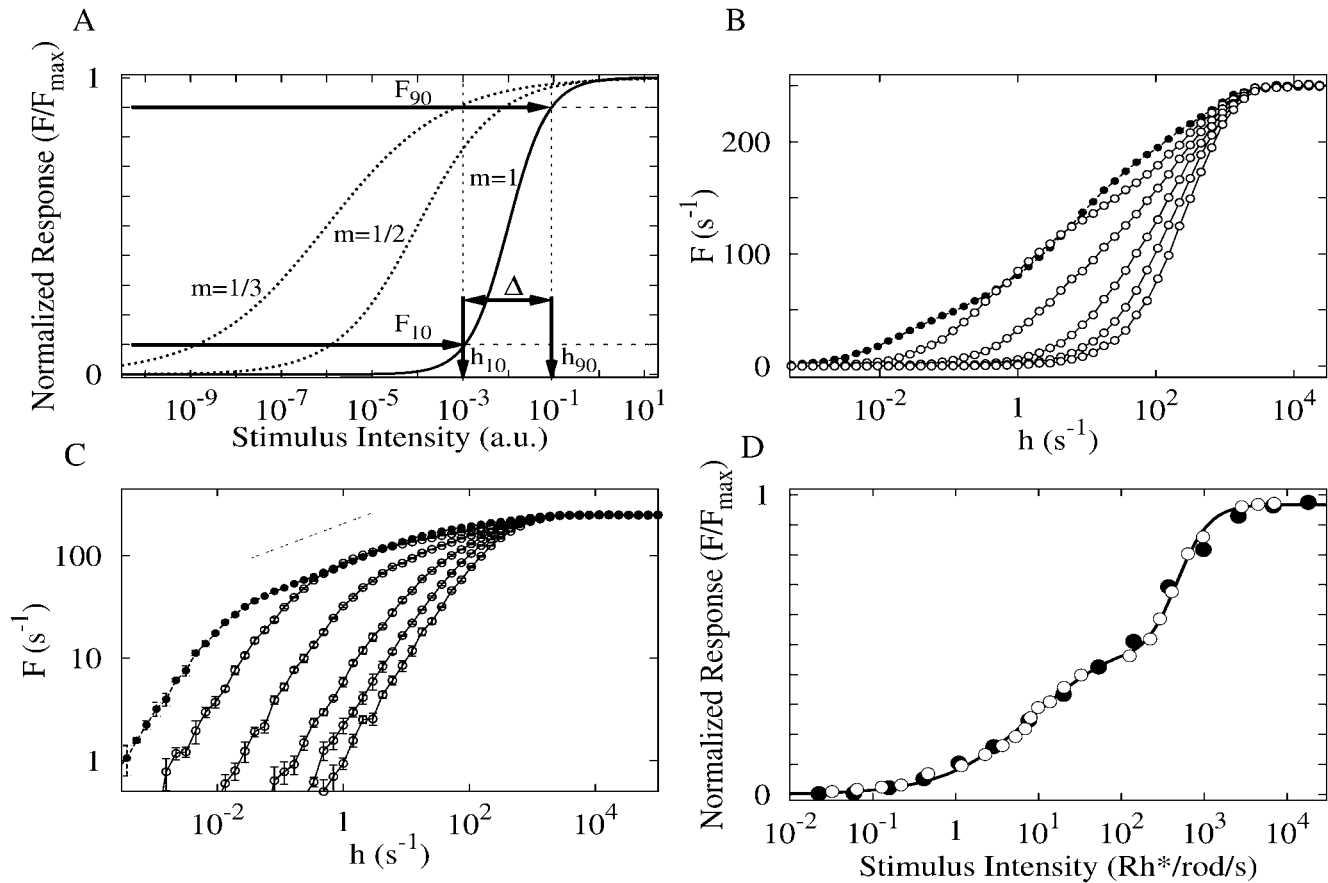 A
Normalized Response (F/Fmax)
1
0
F90
m=1
m=1/2
m=1/3
Δ
F10
h10
h90
10-9
10-7
10-5
10-3
10-1
101
Stimulus Intensity (a.u.)
B
F (s-1)
200
100
0
10-2
1
102
104
h (s-1)
C
F (s-1)
100
10
1
10-2
1
102
104
h (s-1)
D
Normalized Response (F/Fmax)
1
0
10-2
10-1
1
101
102
103
104
Stimulus Intensity (Rh*/rod/s)